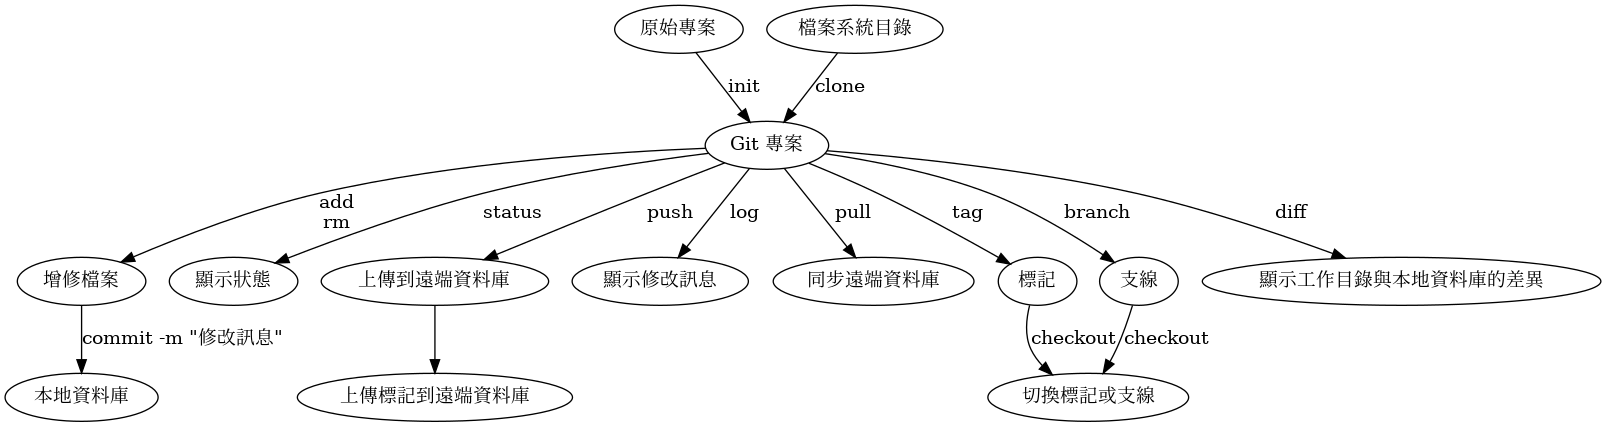 原始專案
檔案系統目錄
init
clone
Git 專案
add
rm
status
push
log
pull
tag
branch
diff
增修檔案
顯示狀態
上傳到遠端資料庫
顯示修改訊息
同步遠端資料庫
標記
支線
顯示工作目錄與本地資料庫的差異
commit -m "修改訊息"
checkout
checkout
本地資料庫
上傳標記到遠端資料庫
切換標記或支線